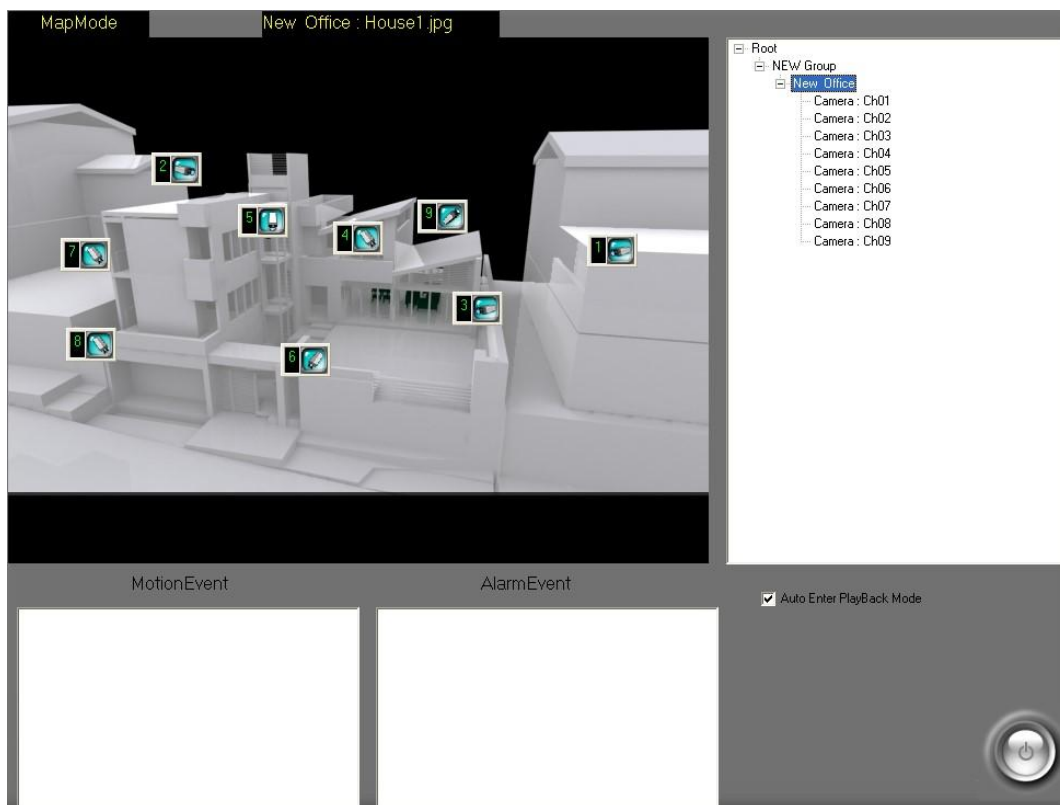 MapMode
New Office : House1.jpg
2
5
4
9
1
7
3
8
6
Root
NEW Group
New Office
Camera : Ch01
Camera : Ch02
Camera : Ch03
Camera : Ch04
Camera : Ch05
Camera : Ch06
Camera : Ch07
Camera : Ch08
Camera : Ch09
MotionEvent
AlarmEvent
Auto Enter PlayBack Mode